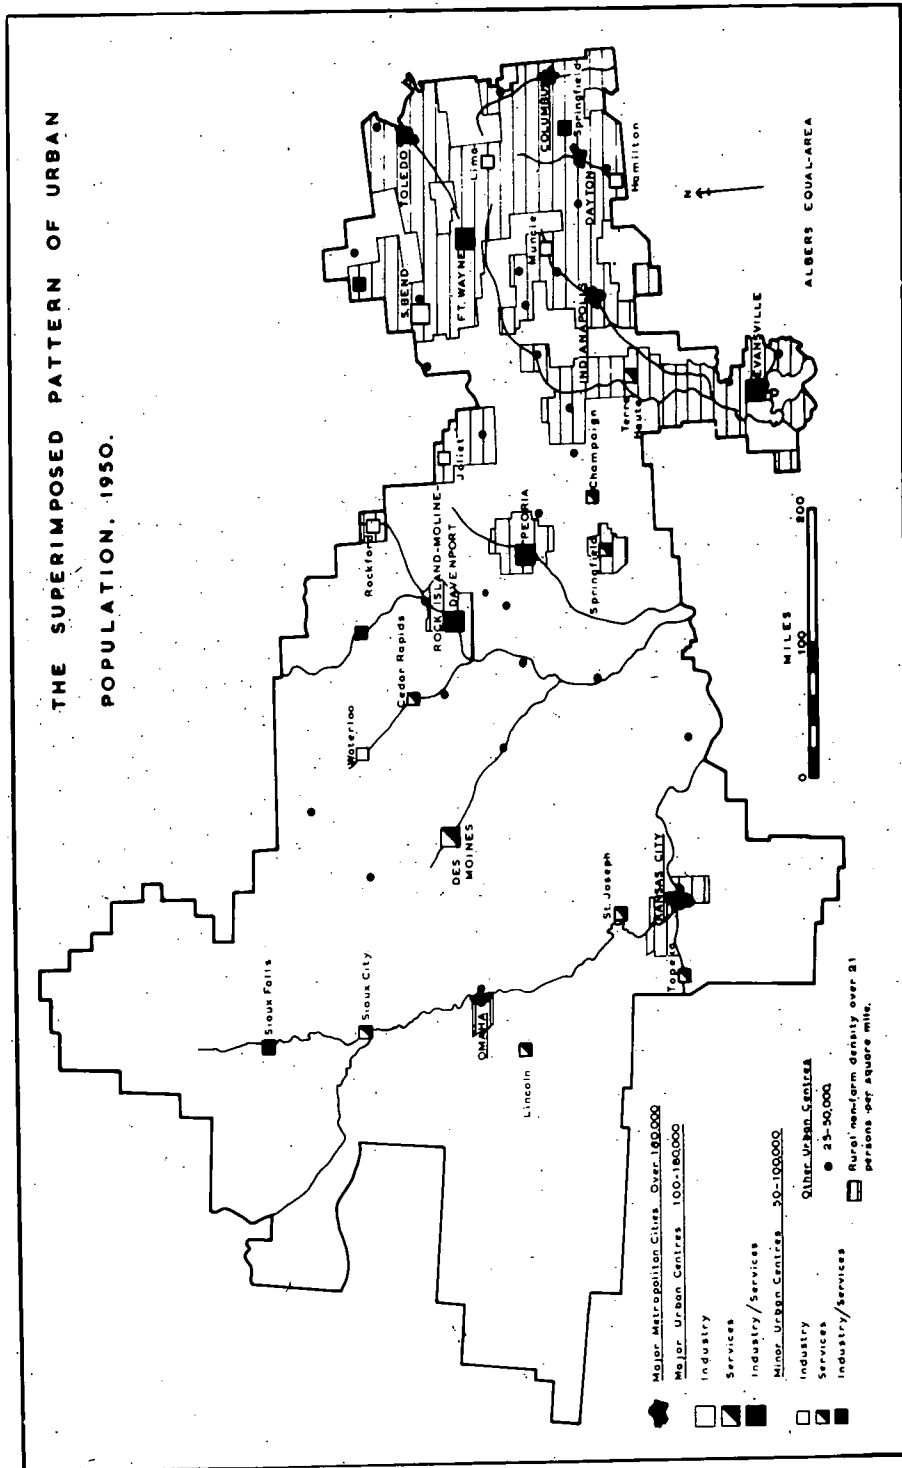 THE SUPERIMPOSED PATTERN OF URBAN
POPULATION, 1950.
Sioux Falls
Sioux City
OMAHA
Lincoln
DES
MOINES
Waterloo
Cedar Rapids
ROCK ISLAND-MOLINE-
DAVENPORT
Rockford
Joliet
PEORIA
Springfield
Champaign
St. Joseph
KANSAS CITY
Topeka
S. BEND
FT. WAYNE
TOLEDO
Lima
COLUMBUS
Springfield
DAYTON
Hamilton
Muncie
INDIANAPOLIS
Terre
Haute
EVANSVILLE
N
ALBERS EQUAL-AREA
MILES
0 100 200
Major Metropolitan Cities Over 180,000
Major Urban Centres 100-180,000
Industry
Services
Industry/Services
Minor Urban Centres 50-100,000
Industry
Services
Industry/Services
Other Urban Centres
25-50,000
Rural non-farm density over 21
persons per square mile.